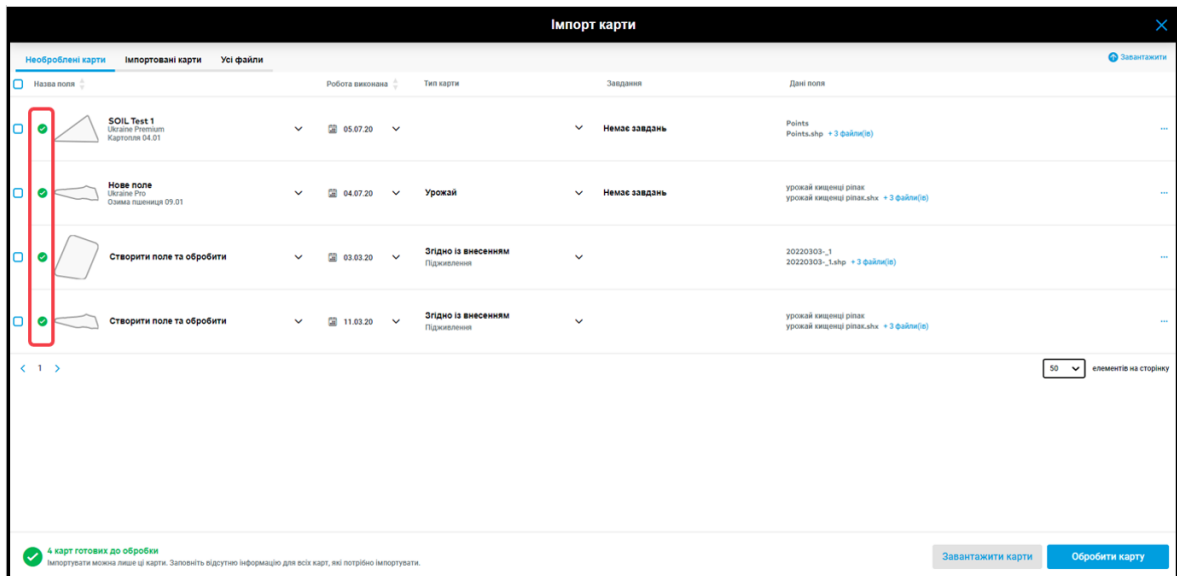 Імпорт карти
Необроблені карти Імпортовані карти Усі файли Завантажити
Назва поля Робота виконана Тип карти Завдання Дані поля
SOIL Test 1
Ukraine Premium
Картопля 04.01
05.07.20
Немає завдань
Points
Points.shp + 3 файли(ів)
Нове поле
Ukraine Pro
Озима пшениця 09.01
04.07.20
Урожай
Немає завдань
урожай кищенці ріпак
урожай кищенці ріпак.shx + 3 файли(ів)
Створити поле та обробити
03.03.20
Згідно із внесенням
Підживлення
20220303-_1
20220303-_1.shp + 3 файли(ів)
Створити поле та обробити
11.03.20
Згідно із внесенням
Підживлення
урожай кищенці ріпак
урожай кищенці ріпак.shx + 3 файли(ів)
1
50 елементів на сторінку
4 карт готових до обробки
Імпортувати можна лише ці карти. Заповніть відсутню інформацію для всіх карт, які потрібно імпортувати.
Завантажити карти Обробити карту